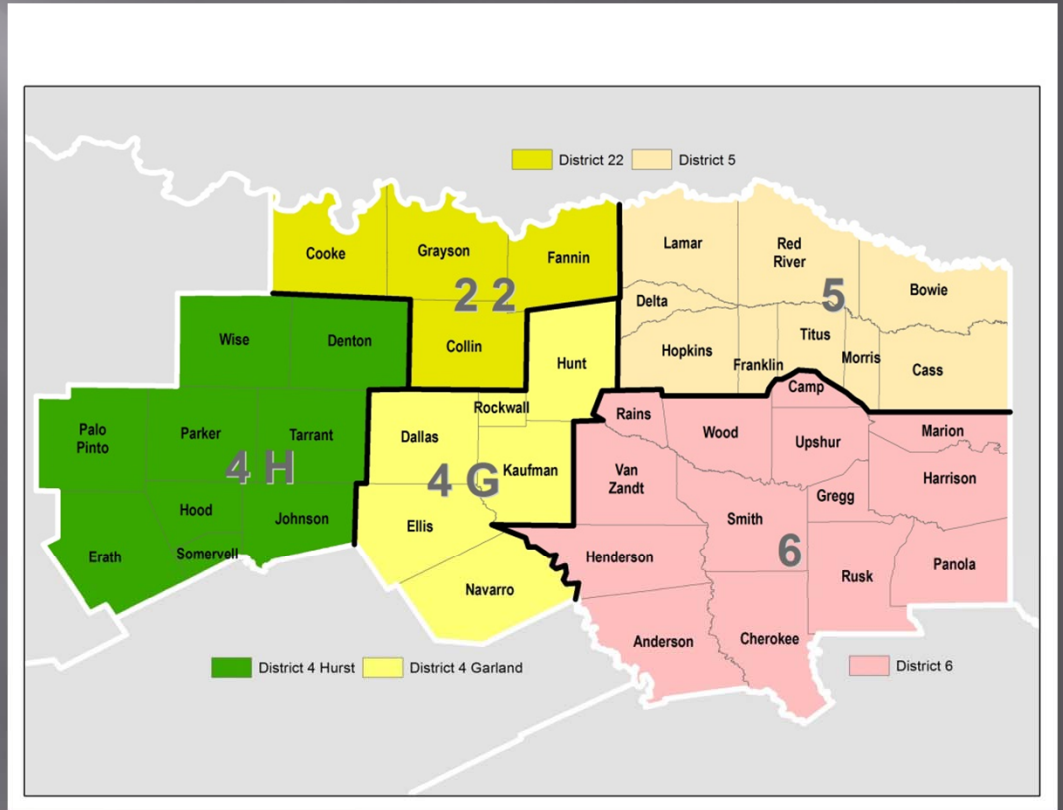 District 22
District 5
Cooke
Grayson
Fannin
Lamar
Red
River
Bowie
22
5
Delta
Wise
Denton
Collin
Hunt
Hopkins
Franklin
Titus
Morris
Cass
Camp
Palo
Pinto
Parker
Tarrant
Dallas
Rockwall
Rains
Wood
Upshur
Marion
4 H
4 G
Kaufman
Van
Zandt
Gregg
Harrison
Hood
Johnson
Ellis
Smith
Erath
Somervell
Henderson
6
Rusk
Panola
Navarro
Anderson
Cherokee
District 4 Hurst
District 4 Garland
District 6